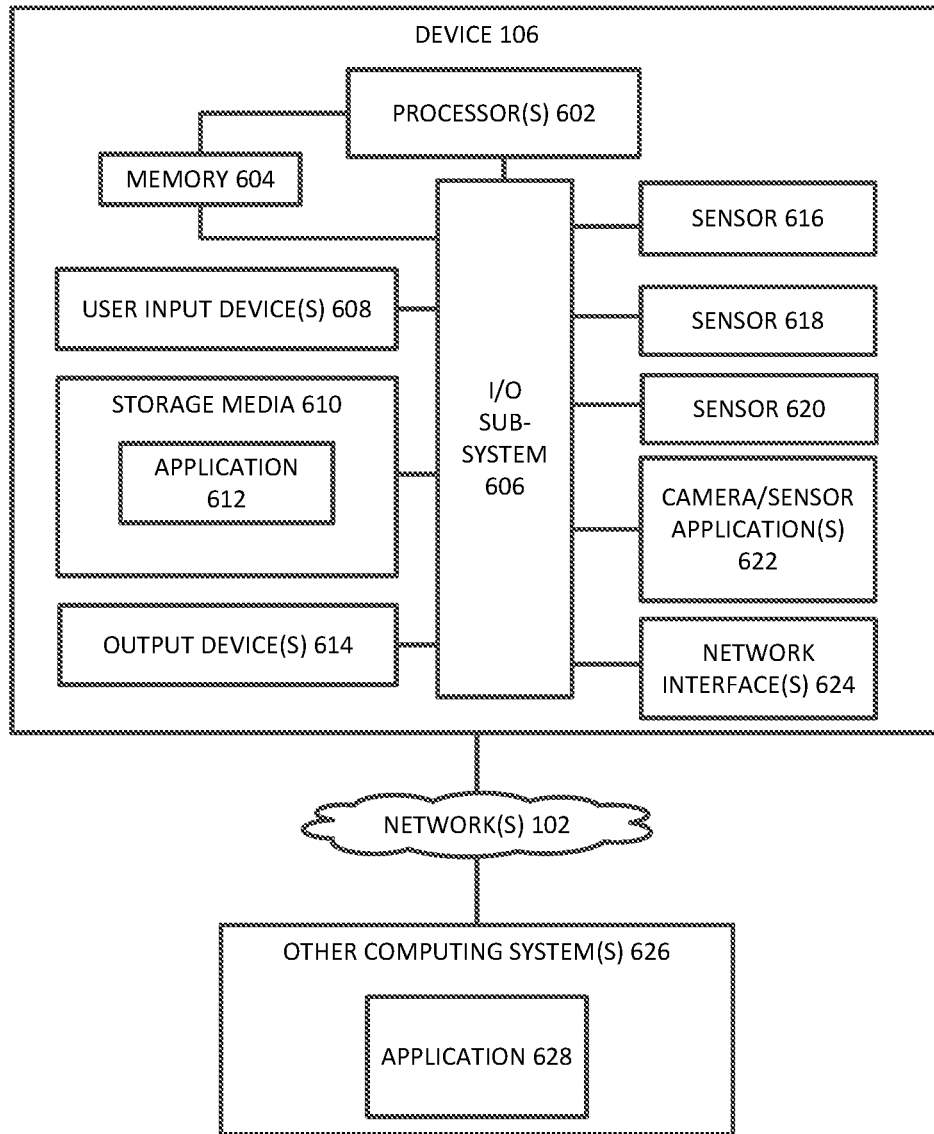 DEVICE 106
PROCESSOR(S) 602
MEMORY 604
USER INPUT DEVICE(S) 608
STORAGE MEDIA 610
APPLICATION
612
OUTPUT DEVICE(S) 614
I/O
SUB-
SYSTEM
606
SENSOR 616
SENSOR 618
SENSOR 620
CAMERA/SENSOR
APPLICATION(S)
622
NETWORK
INTERFACE(S) 624
NETWORK(S) 102
OTHER COMPUTING SYSTEM(S) 626
APPLICATION 628